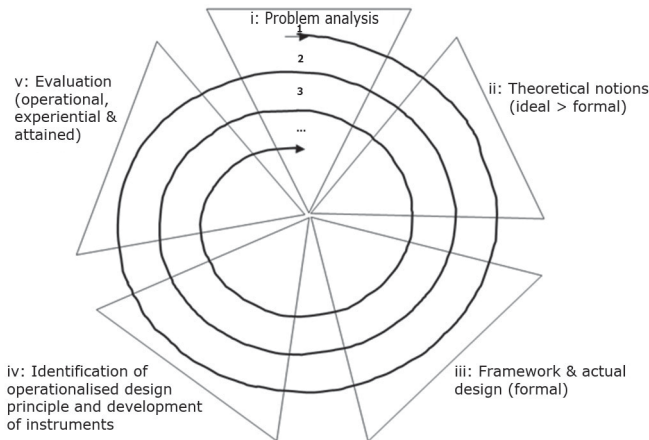 i: Problem analysis
1
2
3
...
ii: Theoretical notions
(ideal > formal)
iii: Framework & actual
design (formal)
iv: Identification of
operationalised design
principle and development
of instruments
v: Evaluation
(operational,
experiential &
attained)